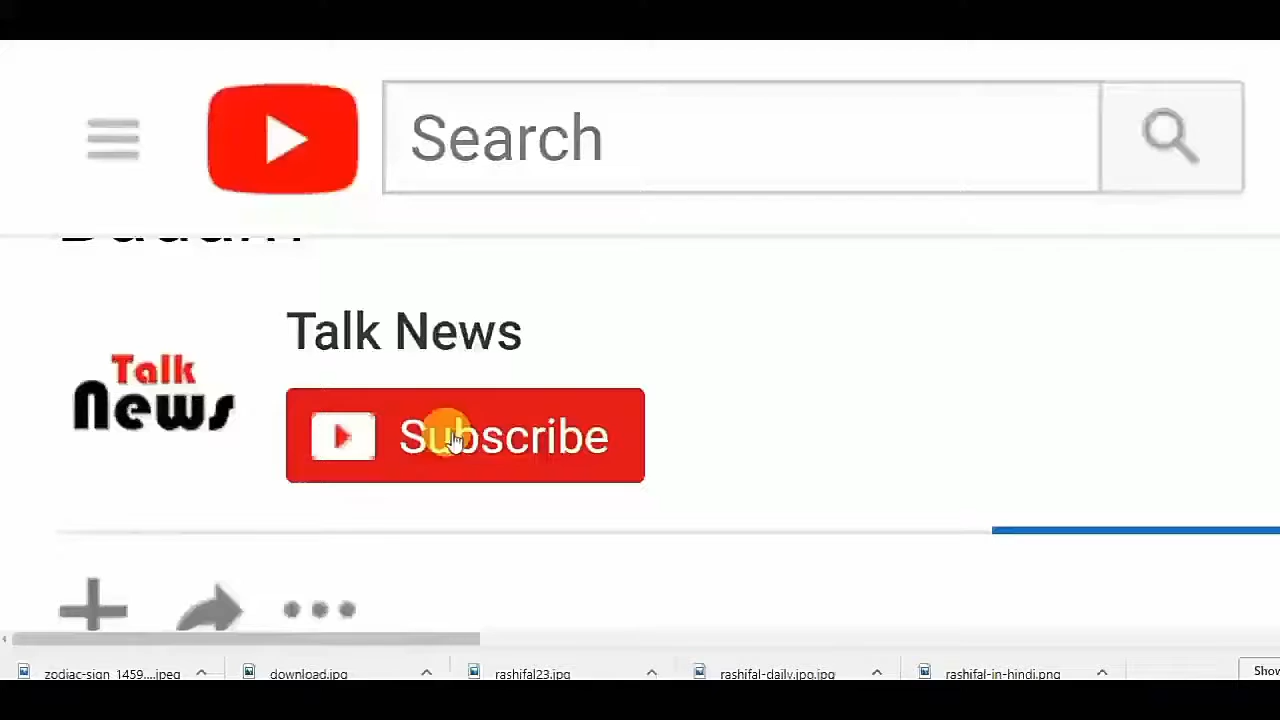 Search
Talk News
Talk
News
Subscribe
zodiac-sign_1459....jpeg
download.jpg
rashifal23.jpg
rashifal-daily.jpg.jpg
rashifal-in-hindi.png
Show